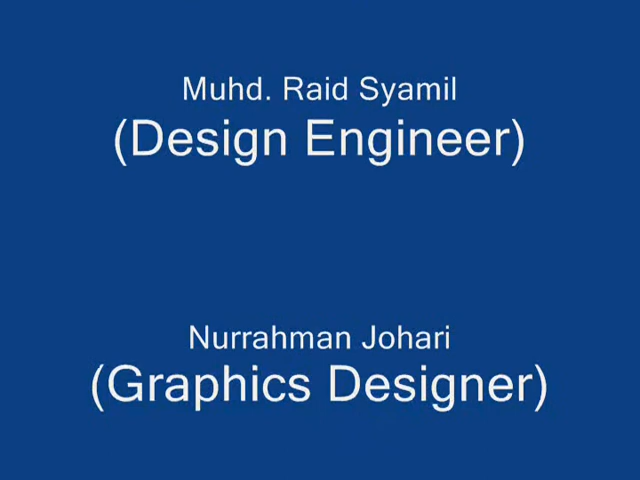 Muhd. Raid Syamil
(Design Engineer)
Nurrahman Johari
(Graphics Designer)